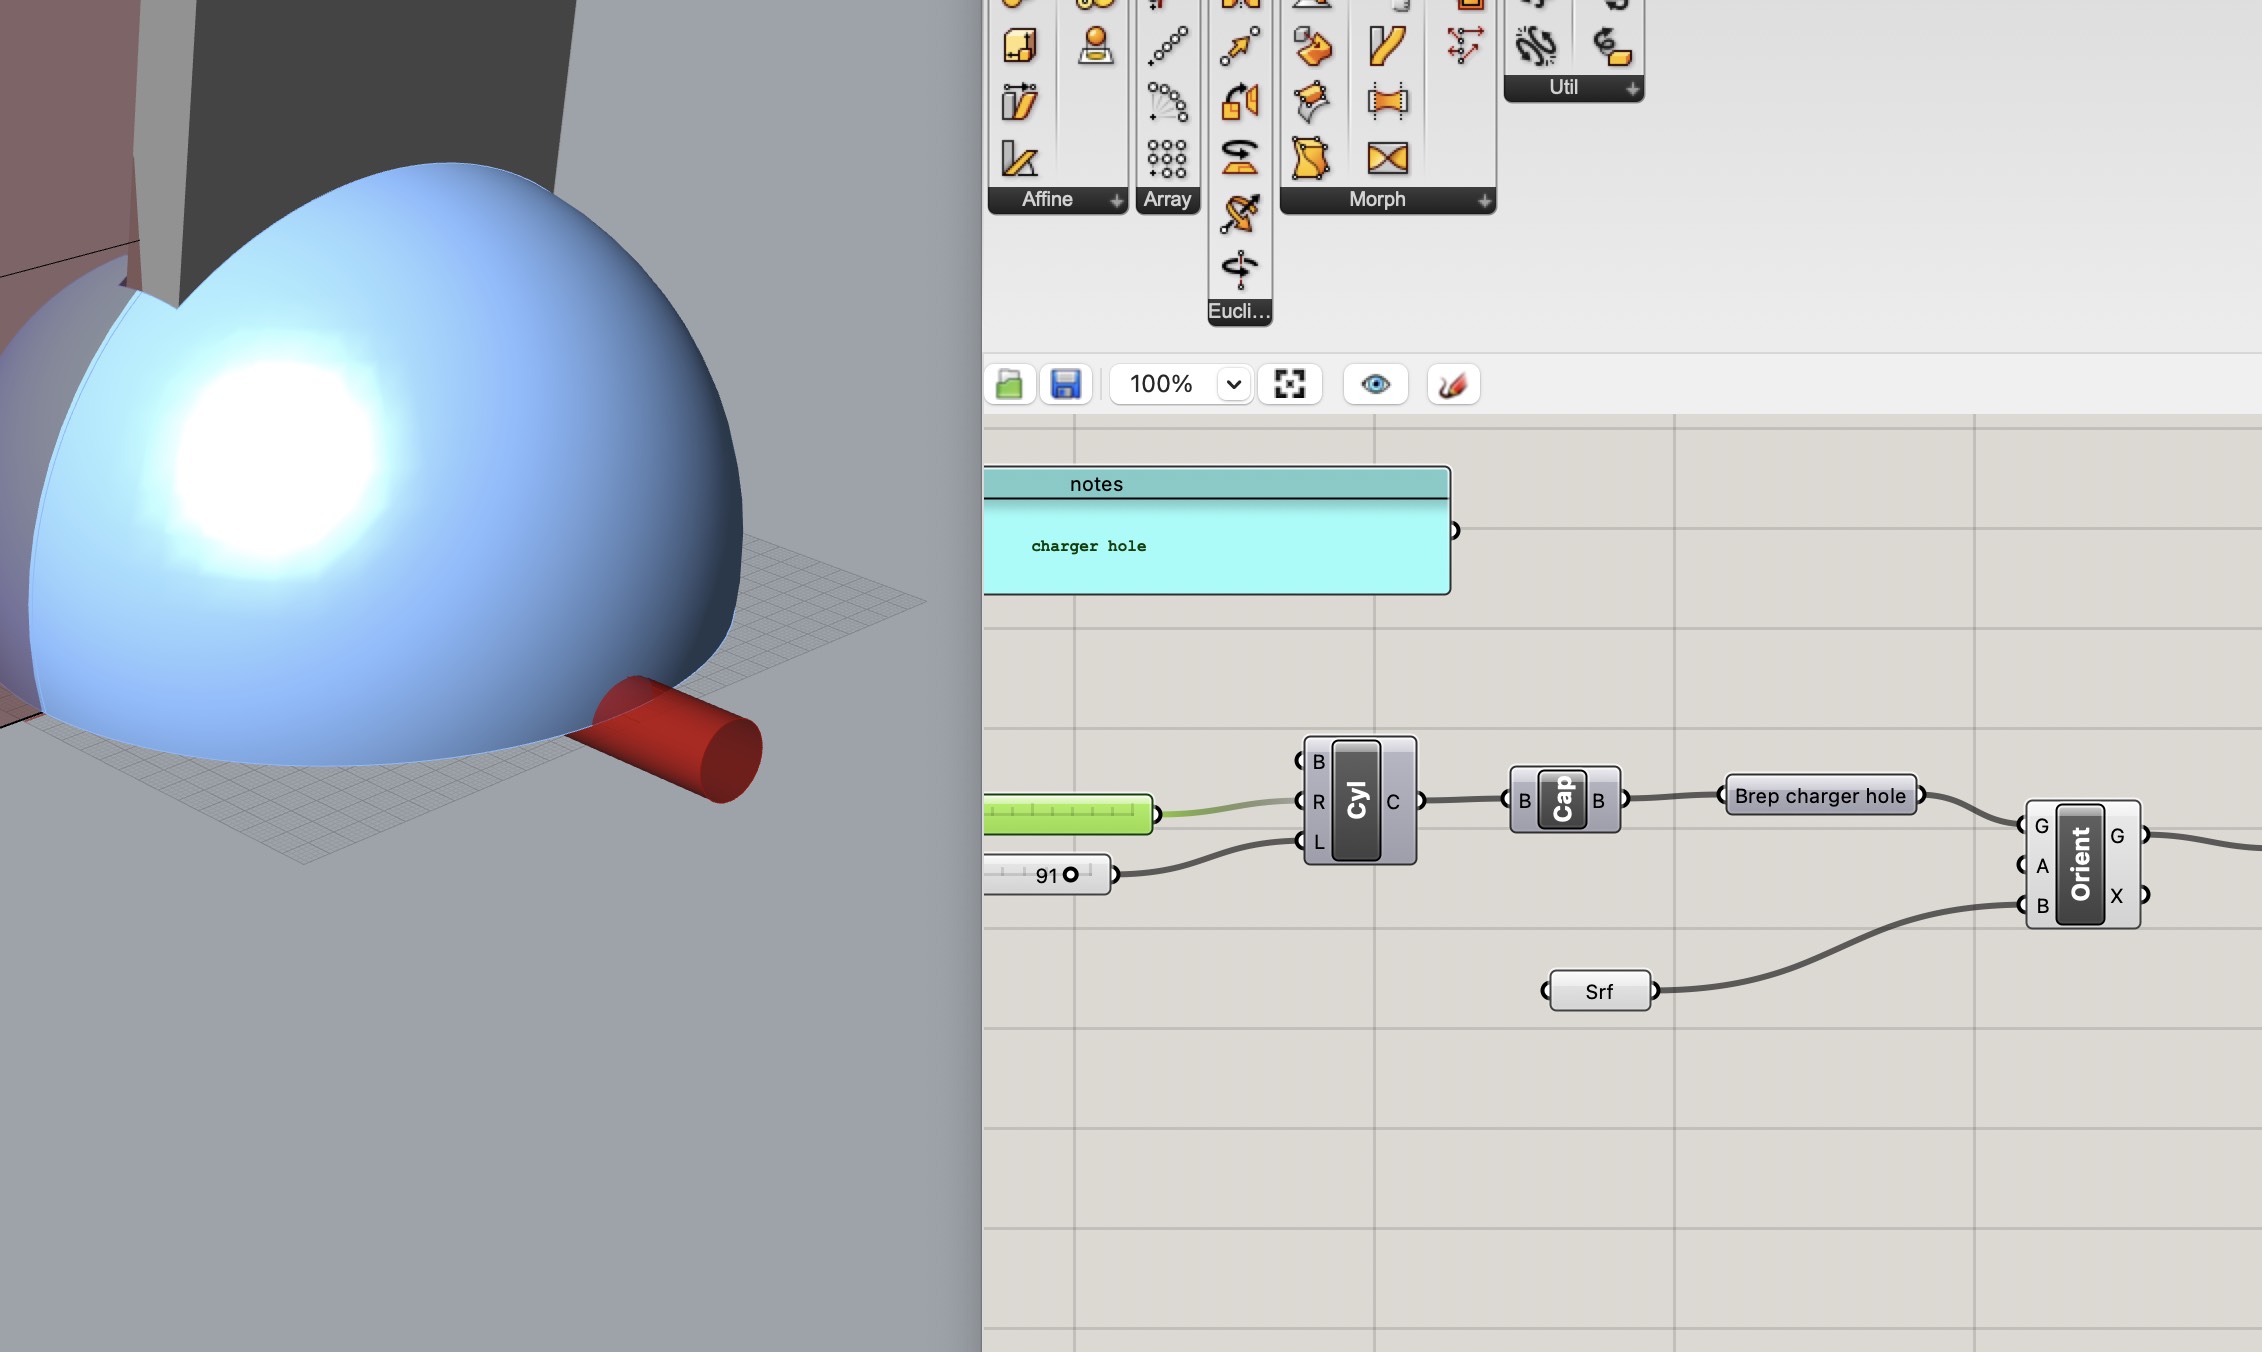 Util
Affine
Array
Morph
Eucli...
100%
notes
charger hole
B
R
L
Cyl
C
B
Cap
B
Brep charger hole
G
A
B
Orient
G
X
91
Srf